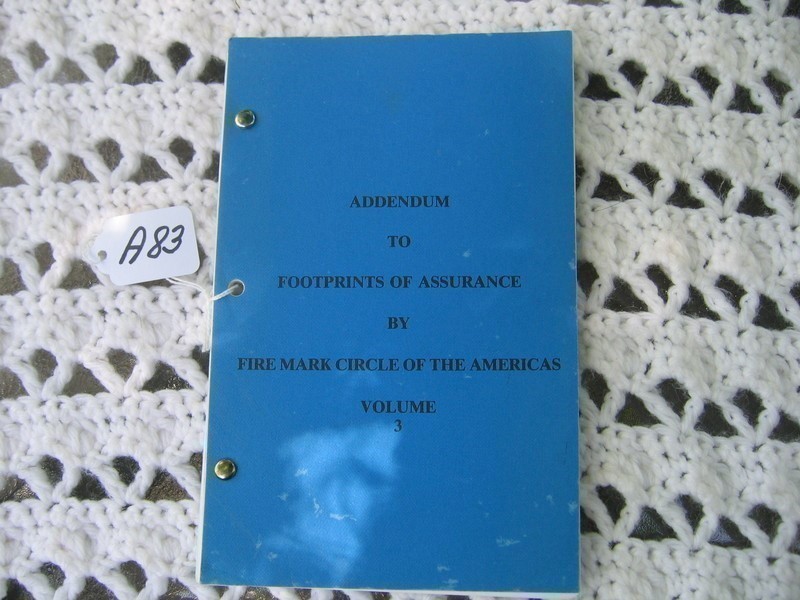 ADDENDUM
TO
FOOTPRINTS OF ASSURANCE
BY
FIRE MARK CIRCLE OF THE AMERICAS
VOLUME
3
A83